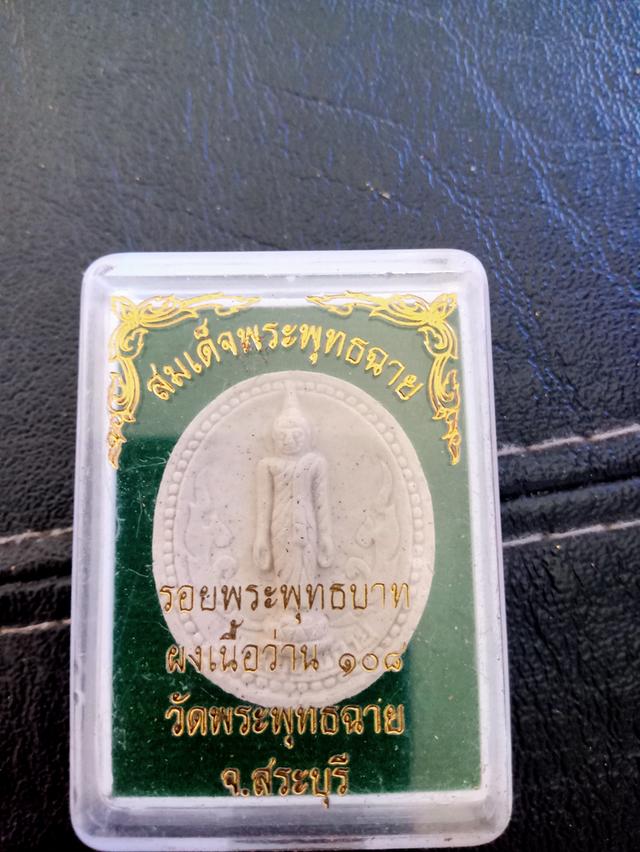 สมเด็จพระพุทธฉาย
รอยพระพุทธบาท
ผงเนื้อว่าน ๑๐๘
วัดพระพุทธฉาย
จ.สระบุรี